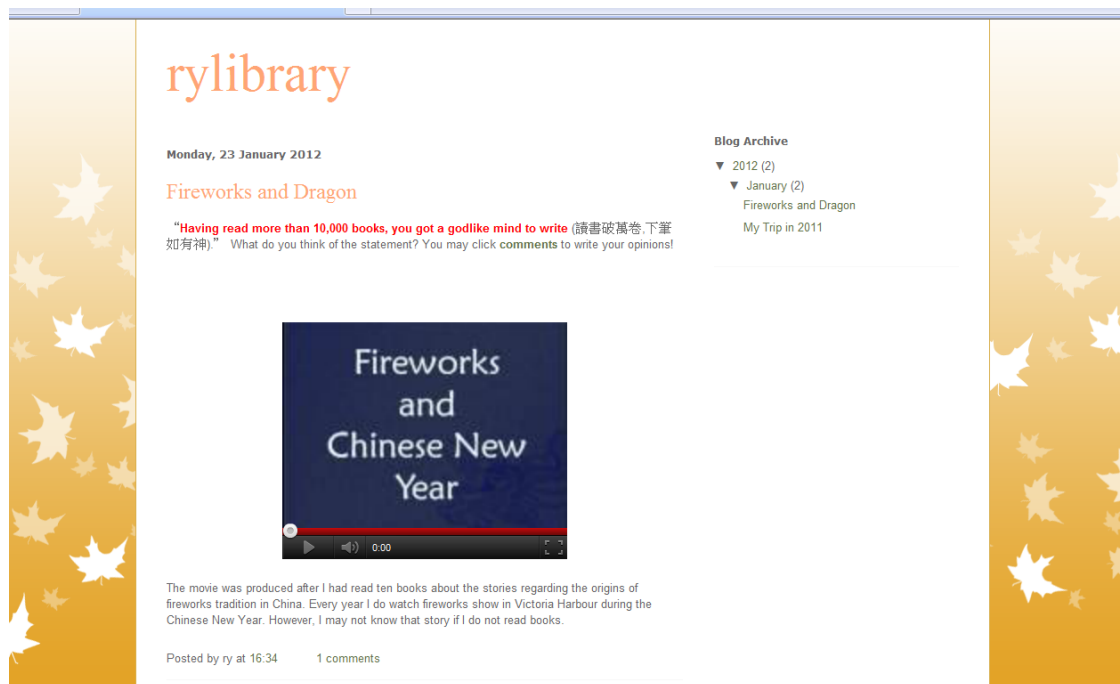 rylibrary
Monday, 23 January 2012
Fireworks and Dragon
“Having read more than 10,000 books, you got a godlike mind to write (讀書破萬卷,下筆
如有神)." What do you think of the statement? You may click comments to write your opinions!
Fireworks
and
Chinese New
Year
0:00
The movie was produced after I had read ten books about the stories regarding the origins of
fireworks tradition in China. Every year I do watch fireworks show in Victoria Harbour during the
Chinese New Year. However, I may not know that story if I do not read books.
Posted by ry at 16:34 1 comments
Blog Archive
▼ 2012 (2)
▼ January (2)
Fireworks and Dragon
My Trip in 2011